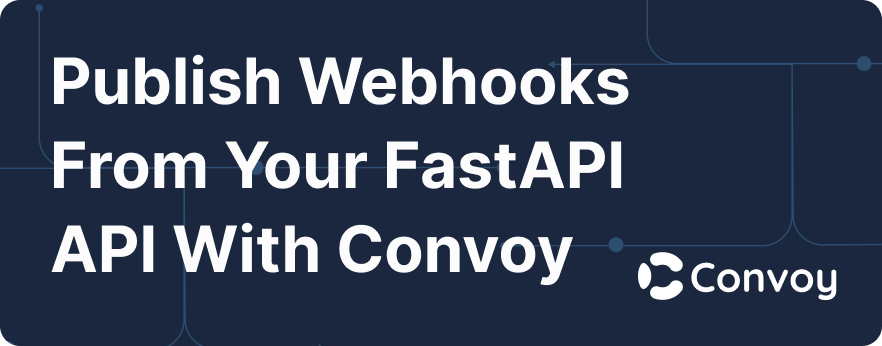 Publish Webhooks
From Your FastAPI
API With Convoy
Convoy